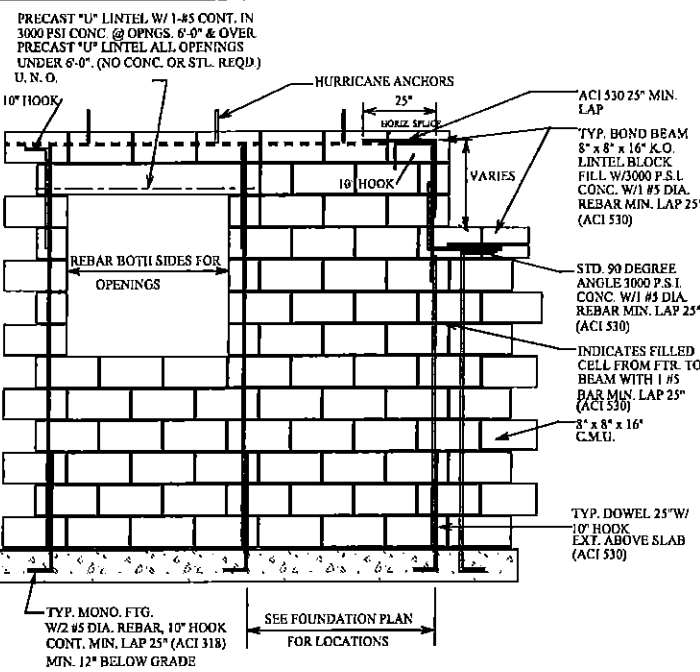 PRECAST "U" LINTEL W/ 1-#5 CONT. IN
3000 PSI CONC. @ OPNGS. 6'-0" & OVER
PRECAST "U" LINTEL ALL OPENINGS
UNDER 6'-0". (NO CONC. OR STL. REQD.)
U. N. O.
10" HOOK
HURRICANE ANCHORS
25"
HORIZ. SPLICE
10" HOOK
VARIES
ACI 530 25" MIN.
LAP
TYP. BOND BEAM
8" x 8" x 16" K.O.
LINTEL BLOCK
FILL W/3000 P.S.I.
CONC. W/1 #5 DIA.
REBAR MIN. LAP 25"
(ACI 530)
REBAR BOTH SIDES FOR
OPENINGS
STD. 90 DEGREE
ANGLE 3000 P.S.I.
CONC. W/1 #5 DIA.
REBAR MIN. LAP 25"
(ACI 530)
INDICATES FILLED
CELL FROM FTR. TO
BEAM WITH 1 #5
BAR MIN. LAP 25"
(ACI 530)
8" x 8" x 16"
C.M.U.
TYP. DOWEL 25"W/
10" HOOK
EXT. ABOVE SLAB
(ACI 530)
TYP. MONO. FTG.
W/2 #5 DIA. REBAR, 10" HOOK
CONT. MIN. LAP 25" (ACI 318)
MIN. 12" BELOW GRADE
SEE FOUNDATION PLAN
FOR LOCATIONS